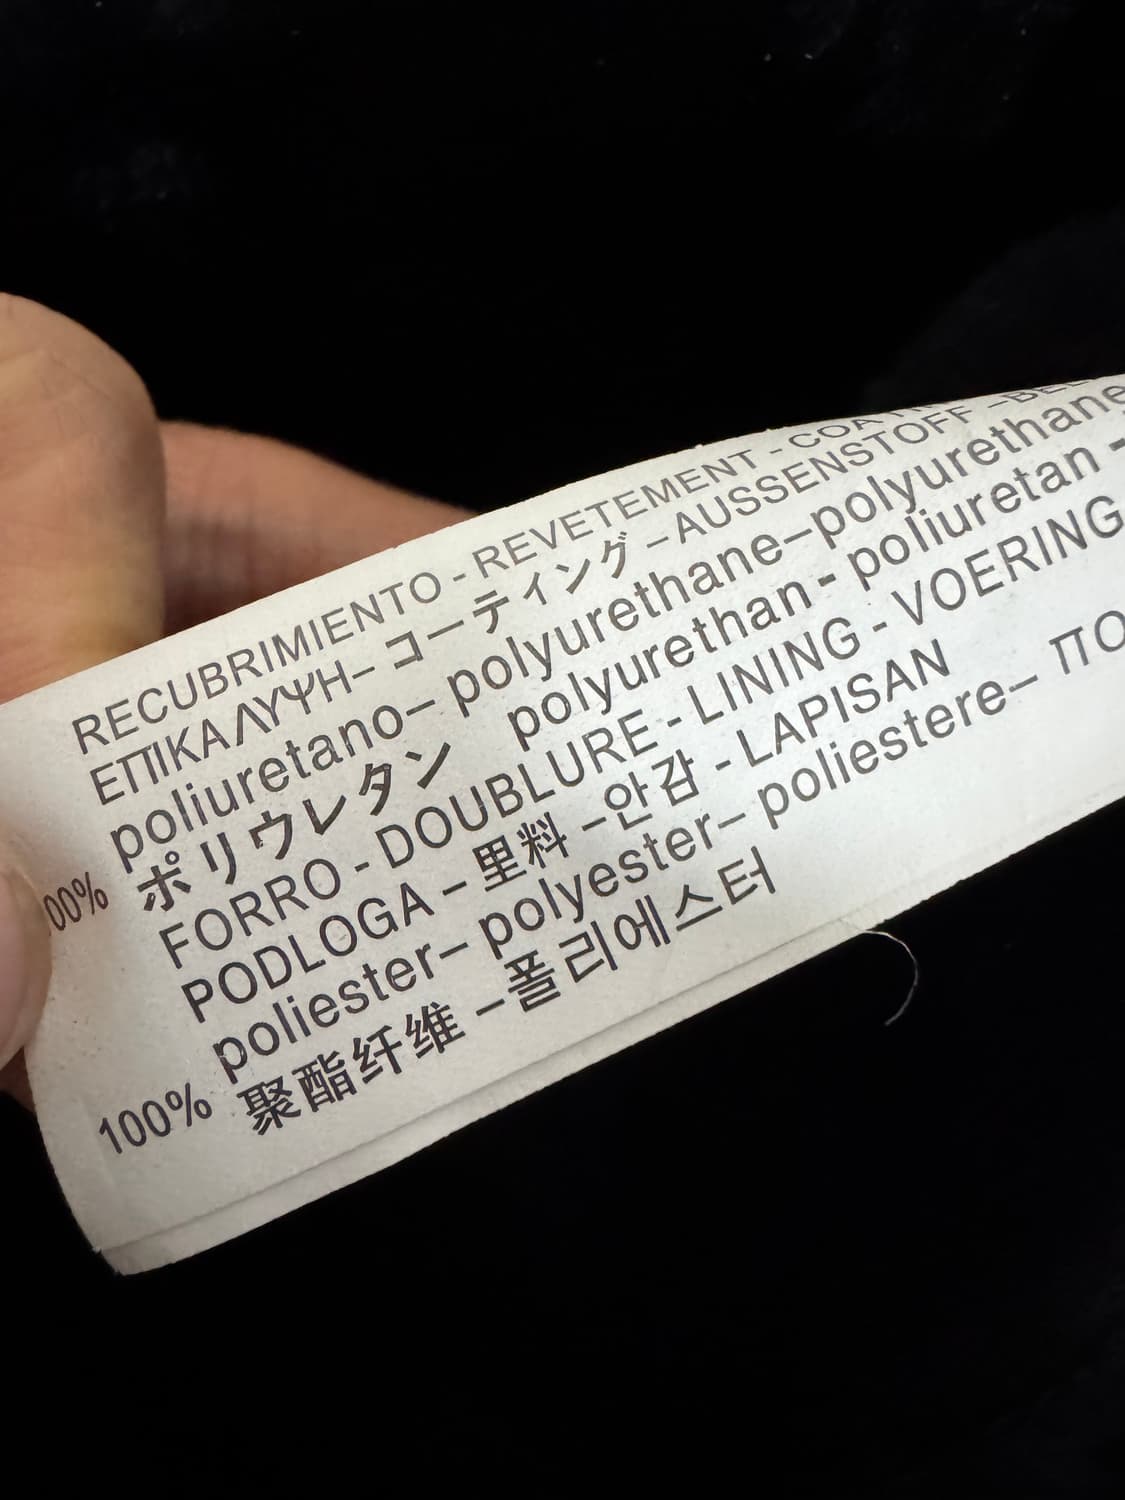 RECUBRIMIENTO - REVETEMENT -
ΕΠΙΚΑΛΥΨΗ– コーティング –AUSSENSTOFF
poliuretano– polyurethane–polyurethane
00% ポリウレタン polyurethan - poliuretan -
FORRO - DOUBLURE - LINING - VOERING
PODLOGA – 里料 –안감 - LAPISAN
poliester– polyester– poliestere–
100% 聚酯纤维 –폴리에스터